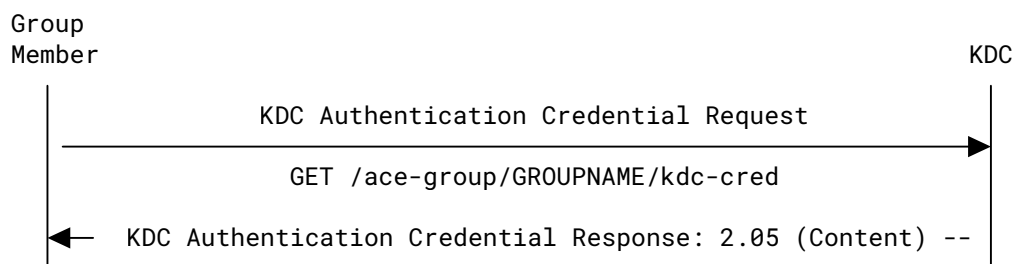 Group
Member KDC
KDC Authentication Credential Request
GET /ace-group/GROUPNAME/kdc-cred
KDC Authentication Credential Response: 2.05 (Content) --